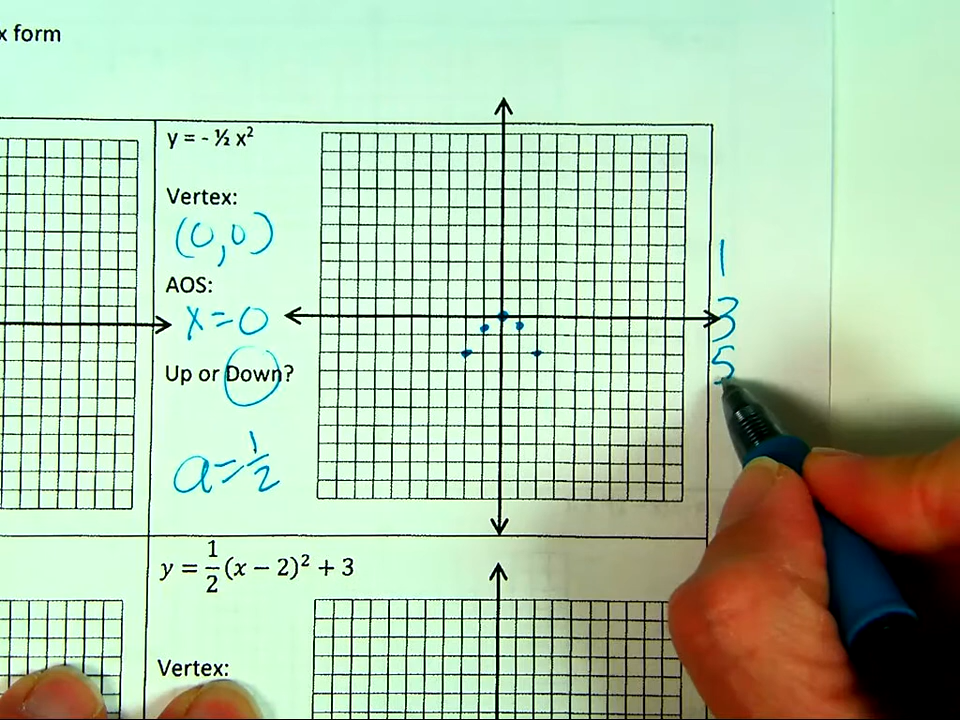 x form
y = - ½ x²
Vertex:
(0,0)
AOS:
x=0
Up or Down?
a=1/2
1
3
5
y = 1/2(x − 2)² + 3
Vertex: